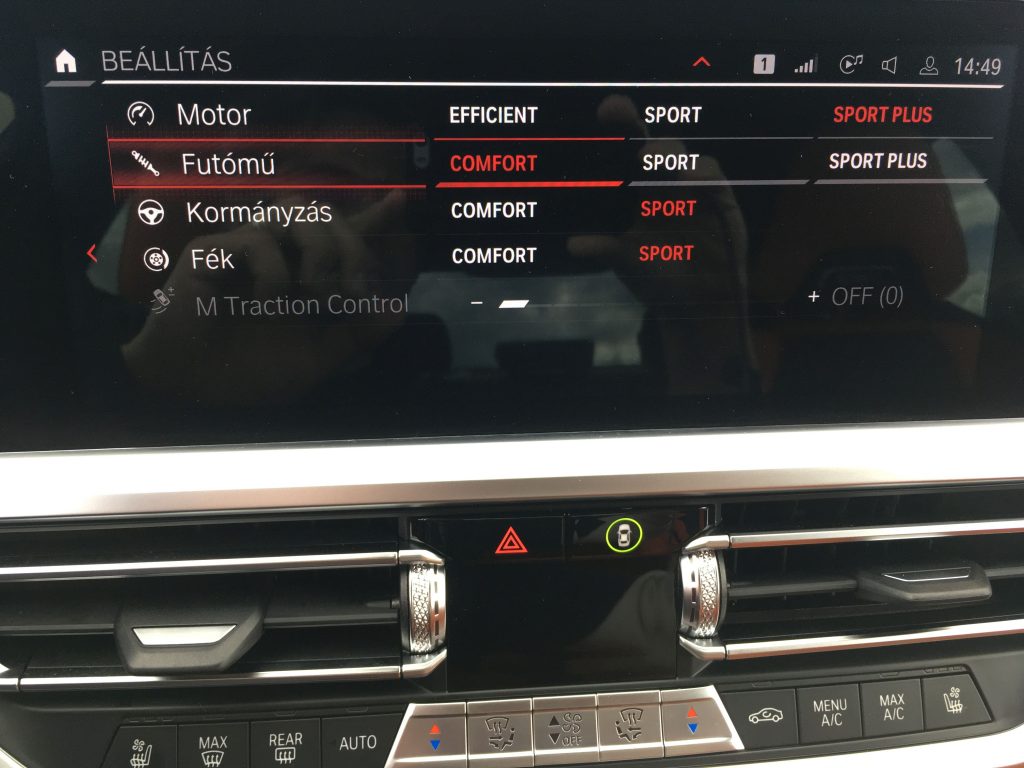 BEÁLLÍTÁS 1 14:49
Motor EFFICIENT SPORT SPORT PLUS
Futómű COMFORT SPORT SPORT PLUS
Kormányzás COMFORT SPORT
Fék COMFORT SPORT
M Traction Control − + OFF (0)
MAX
REAR
AUTO
OFF
MENU
A/C
MAX
A/C